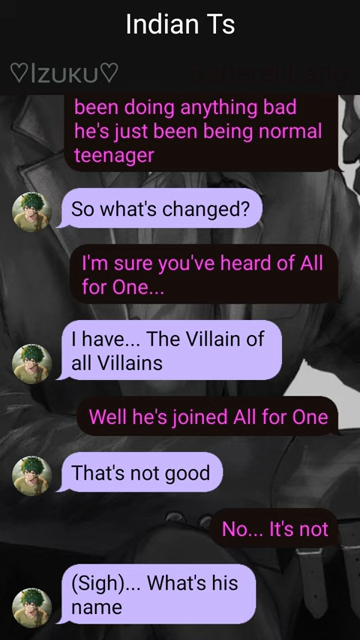 Indian Ts
♡Izuku♡
been doing anything bad
he's just been being normal
teenager
So what's changed?
I'm sure you've heard of All
for One...
I have... The Villain of
all Villains
Well he's joined All for One
That's not good
No... It's not
(Sigh)... What's his
name